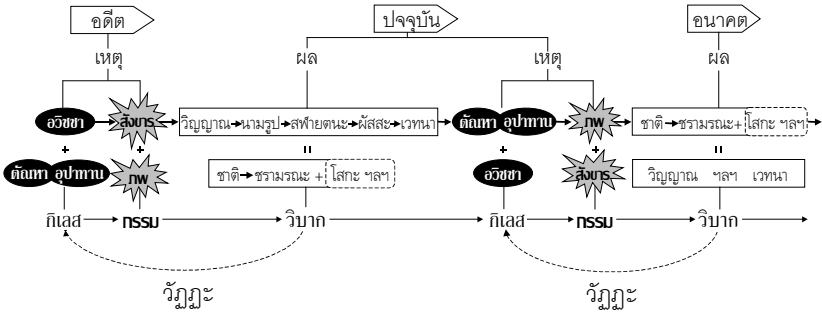 อดีต ปัจจุบัน อนาคต
เหตุ ผล เหตุ ผล
อวิชชา สังขาร วิญญาณ นามรูป สฬายตนะ ผัสสะ เวทนา ตัณหา อุปาทาน ภพ ชาติ ชรามรณะ + โสกะ ฯลฯ
+ + = + + =
ตัณหา อุปาทาน ภพ ชาติ ชรามรณะ + โสกะ ฯลฯ อวิชชา สังขาร วิญญาณ ฯลฯ เวทนา
กิเลส กรรม วิบาก กิเลส กรรม วิบาก
วัฏฏะ วัฏฏะ